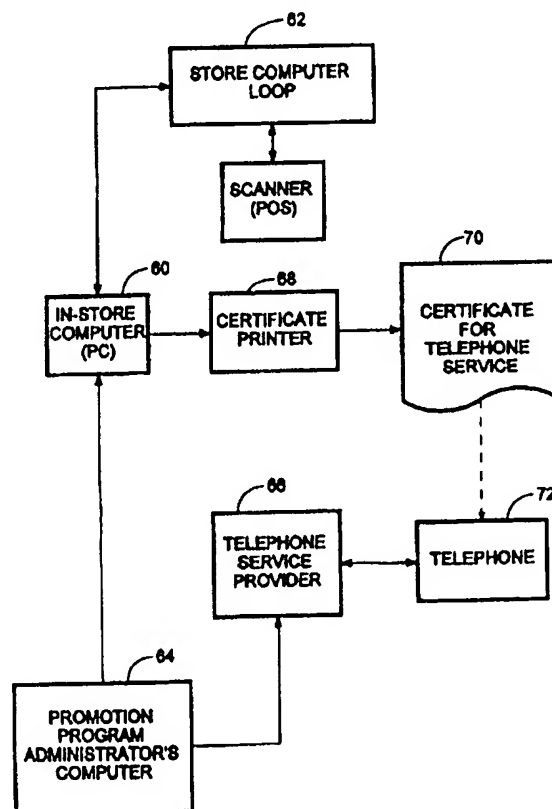 62
STORE COMPUTER
LOOP
SCANNER
(POS)
60
IN-STORE
COMPUTER
(PC)
68
CERTIFICATE
PRINTER
70
CERTIFICATE
FOR
TELEPHONE
SERVICE
66
TELEPHONE
SERVICE
PROVIDER
72
TELEPHONE
64
PROMOTION
PROGRAM
ADMINISTRATOR'S
COMPUTER